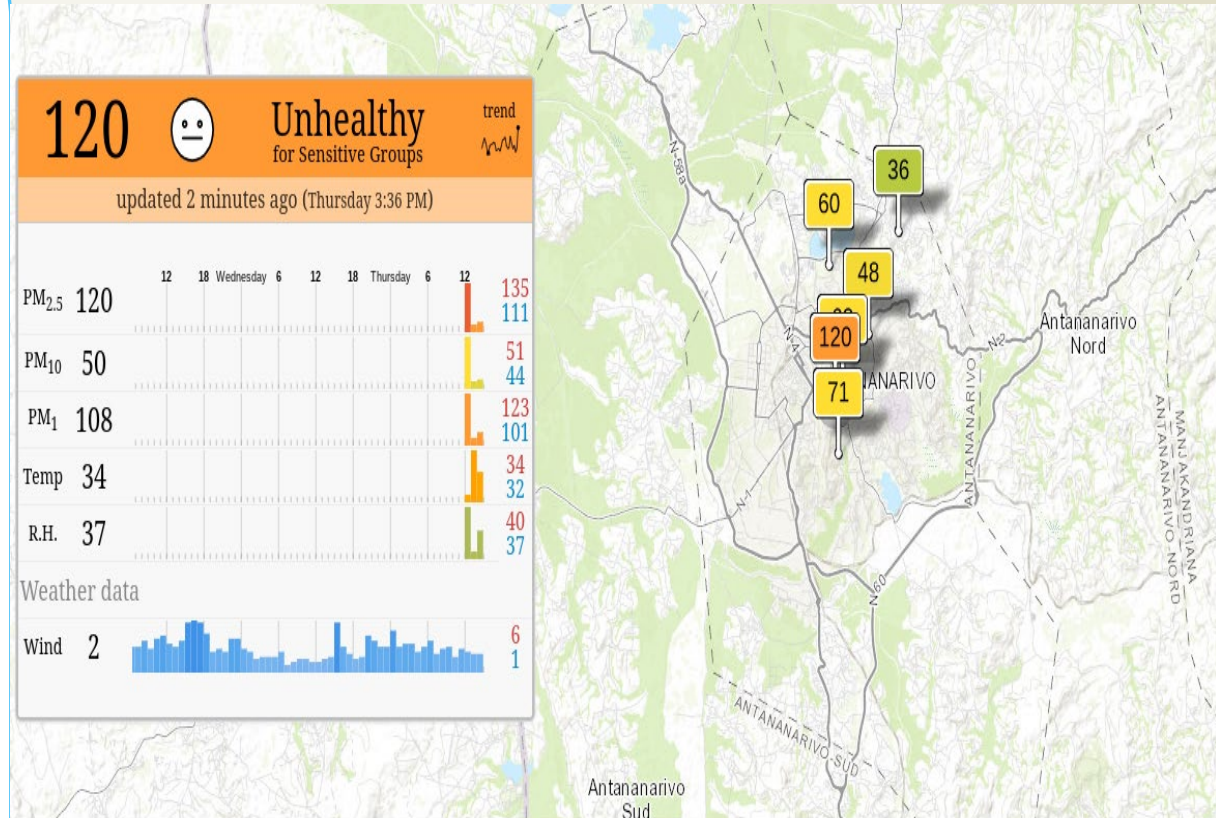 120
Unhealthy
for Sensitive Groups
trend
updated 2 minutes ago (Thursday 3:36 PM)
12 18 Wednesday 6 12 18 Thursday 6 12
PM2.5 120 135
111
PM10 50 51
44
PM1 108 123
101
Temp 34 34
32
R.H. 37 40
37
Weather data
Wind 2 6
1
N-58a
36
60
48
120
71
N-4
N-2
N-1
N-60
Antananarivo
Nord
ANTANANARIVO
ANTANANARIVO NORD
MANJAKANDRIANA
ANTANANARIVO-SUD
Antananarivo
Sud